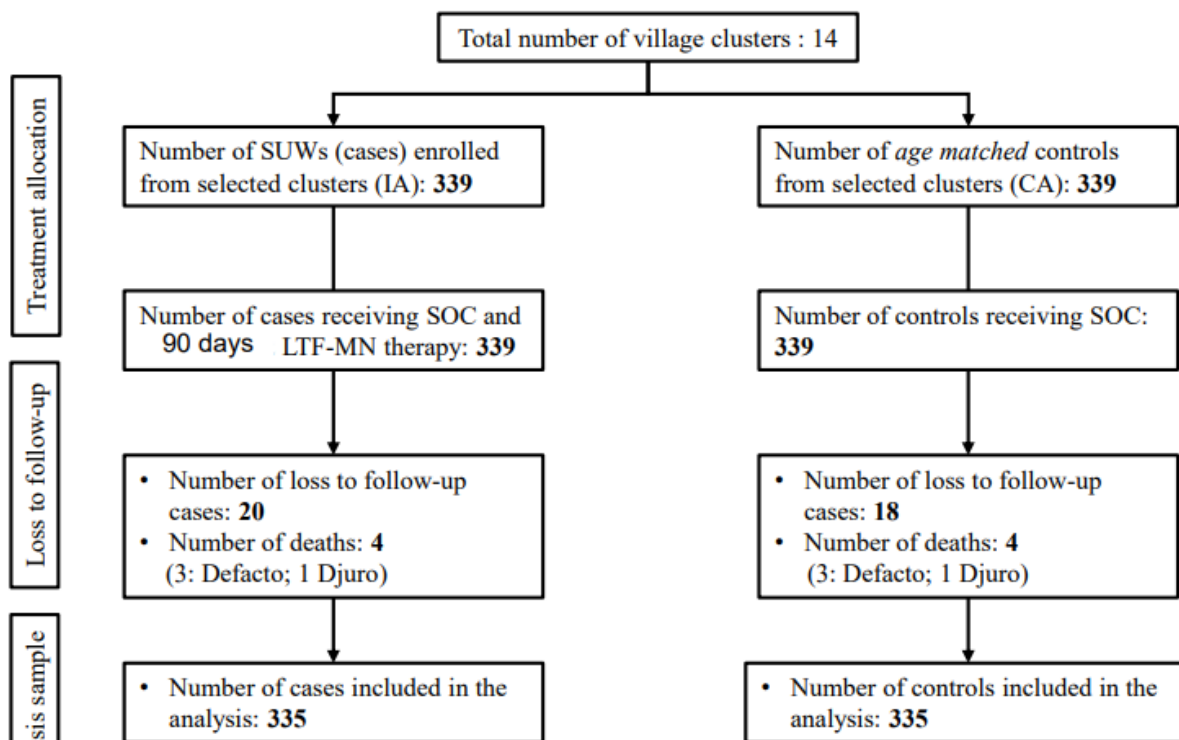 Total number of village clusters : 14
Treatment allocation
Number of SUWs (cases) enrolled
from selected clusters (IA): 339
Number of age matched controls
from selected clusters (CA): 339
Number of cases receiving SOC and
90 days LTF-MN therapy: 339
Number of controls receiving SOC:
339
Loss to follow-up
• Number of loss to follow-up
cases: 20
• Number of deaths: 4
(3: Defacto; 1 Djuro)
• Number of loss to follow-up
cases: 18
• Number of deaths: 4
(3: Defacto; 1 Djuro)
sis sample
• Number of cases included in the
analysis: 335
• Number of controls included in the
analysis: 335